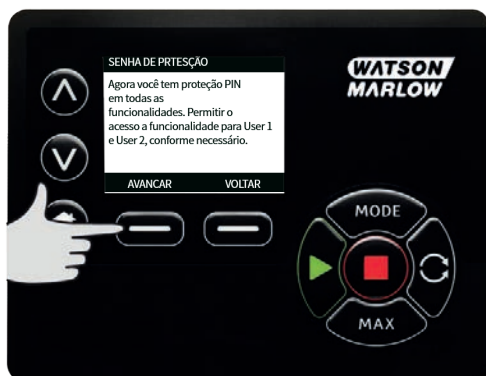 SENHA DE PRTESÇÃO
WATSON
MARLOW
Agora você tem proteção PIN
em todas as
funcionalidades. Permitir o
acesso a funcionalidade para User 1
e User 2, conforme necessário.
AVANCAR VOLTAR
MODE
MAX